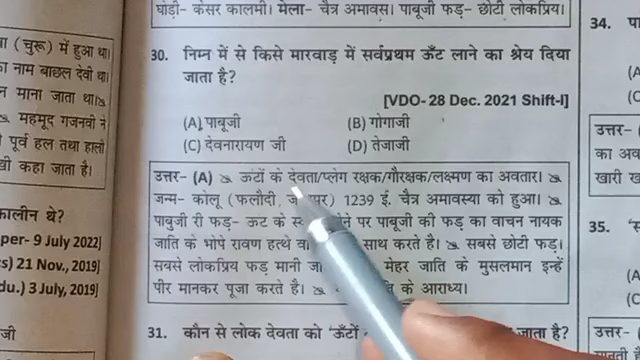 घोड़ी- केसर कालमी। मेला- चैत्र अमावस। पाबूजी फड़- छोटी लोकप्रिय।
30. निम्न में से किसे मारवाड़ में सर्वप्रथम ऊँट लाने का श्रेय दिया
जाता है?
[VDO- 28 Dec. 2021 Shift-I]
(A) पाबूजी (B) गोगाजी
(C) देवनारायण जी (D) तेजाजी
उत्तर- (A) ऊंटों के देवता/प्लेग रक्षक/गौरक्षक/लक्ष्मण का अवतार।
जन्म- कोलू (फलौदी, 1239 ई. चैत्र अमावस्या को हुआ।
पाबुजी री फड़- ऊंट के पर पाबूजी की फड़ का वाचन नायक
जाति के भोपे रावण हत्थे साथ करते है। सबसे छोटी फड़।
सबसे लोकप्रिय फड़ मानी मेहर जाति के मुसलमान इन्हें
पीर मानकर पूजा करते है। के आराध्य।
31. कौन से लोक देवता को 'ऊँटों जाता है?
(चुरू) में हुआ था।
नाम बाछल देवी था।
माना जाता था।
महमूद गजनवी ने
पूर्व हल तथा हाली
कहा जाता है।
कालीन थे?
per- 9 July 2022]
21 Nov., 2019]
3 July, 2019]
जी
34.
(A
(C
उत्तर-
का अव
खारी
35.
(A
(C
उत्तर-